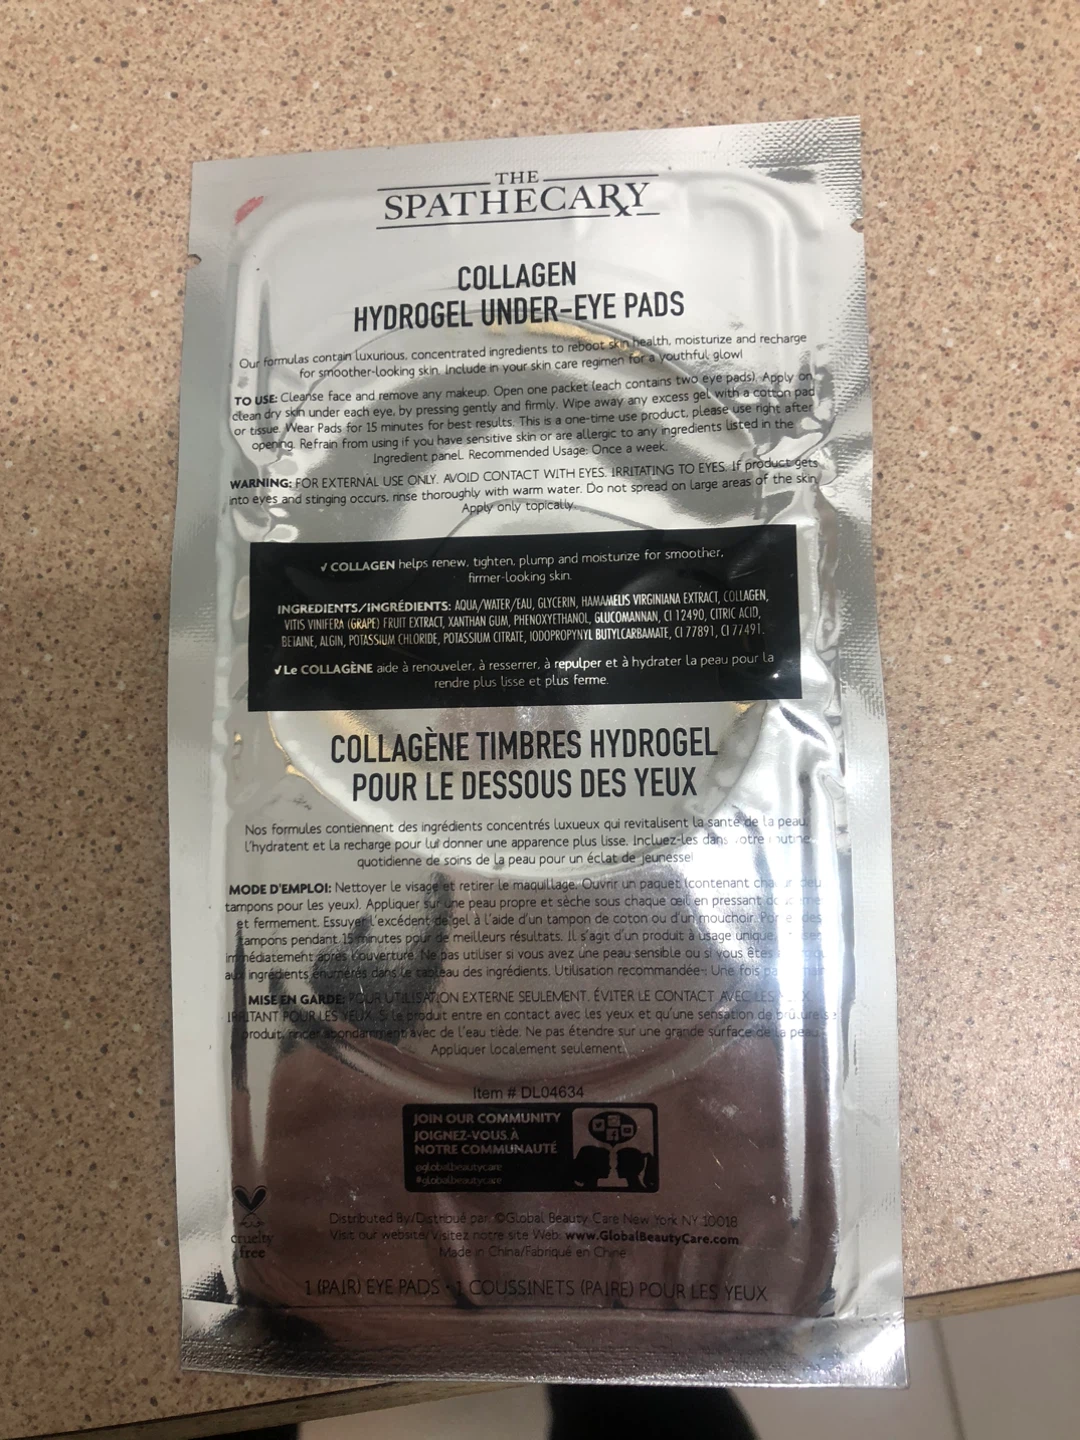 THE
SPATHECARY
COLLAGEN
HYDROGEL UNDER-EYE PADS
Our formulas contain luxurious, concentrated ingredients to reboot skin health, moisturize and recharge
for smoother-looking skin. Include in your skin care regimen for a youthful glow!
TO USE: Cleanse face and remove any makeup. Open one packet (each contains two eye pads). Apply on
clean dry skin under each eye, by pressing gently and firmly. Wipe away any excess gel with a cotton pad
or tissue. Wear Pads for 15 minutes for best results. This is a one-time use product, please use right after
opening. Refrain from using if you have sensitive skin or are allergic to any ingredients listed in the
Ingredient panel. Recommended Usage: Once a week.
WARNING: FOR EXTERNAL USE ONLY. AVOID CONTACT WITH EYES. IRRITATING TO EYES. If product gets
into eyes and stinging occurs, rinse thoroughly with warm water. Do not spread on large areas of the skin.
Apply only topically.
✓ COLLAGEN helps renew, tighten, plump and moisturize for smoother,
firmer-looking skin.
INGREDIENTS/INGRÉDIENTS: AQUA/WATER/EAU, GLYCERIN, HAMAMELIS VIRGINIANA EXTRACT, COLLAGEN,
VITIS VINIFERA (GRAPE) FRUIT EXTRACT, XANTHAN GUM, PHENOXYETHANOL, GLUCOMANNAN, CI 12490, CITRIC ACID,
BETAINE, ALGIN, POTASSIUM CHLORIDE, POTASSIUM CITRATE, IODOPROPYNYL BUTYLCARBAMATE, CI 77891, CI 77491.
✓ Le COLLAGÈNE aide à renouveler, à resserrer, à repulper et à hydrater la peau pour la
rendre plus lisse et plus ferme.
COLLAGÈNE TIMBRES HYDROGEL
POUR LE DESSOUS DES YEUX
Nos formules contiennent des ingrédients concentrés luxueux qui revitalisent la santé de la peau,
l'hydratent et la recharge pour lui donner une apparence plus lisse. Incluez-les dans
quotidienne de soins de la peau pour un éclat de jeunesse!
MODE D'EMPLOI: Nettoyer le visage et retirer le maquillage. Ouvrir un paquet (contenant
tampons pour les yeux). Appliquer sur une peau propre et sèche sous chaque œil en pressant
et fermement. Essuyer l'excédent de gel à l'aide d'un tampon de coton ou d'un mouchoir.
tampons pendant 15 minutes pour de meilleurs résultats. Il s'agit d'un produit à usage unique,
immédiatement après l'ouverture. Ne pas utiliser si vous avez une peau sensible ou si vous êtes
aux ingrédients énumérés dans le tableau des ingrédients. Utilisation recommandée: Une fois
MISE EN GARDE: POUR UTILISATION EXTERNE SEULEMENT. ÉVITER LE CONTACT AVEC LES
IRRITANT POUR LES YEUX. Si le produit entre en contact avec les yeux et qu'une sensation de
produit, rincer abondamment avec de l'eau tiède. Ne pas étendre sur une grande surface de la peau.
Appliquer localement seulement.
Item # DL04634
JOIN OUR COMMUNITY
JOIGNEZ-VOUS À
NOTRE COMMUNAUTÉ
@globalbeautycare
#globalbeautycare
cruelty
free
Distributed By/Distribué par: ©Global Beauty Care New York NY 10018
Visit our website/Visitez notre site Web: www.GlobalBeautyCare.com
Made in China/Fabriqué en Chine
1 (PAIR) EYE PADS • 1 COUSSINETS (PAIRE) POUR LES YEUX